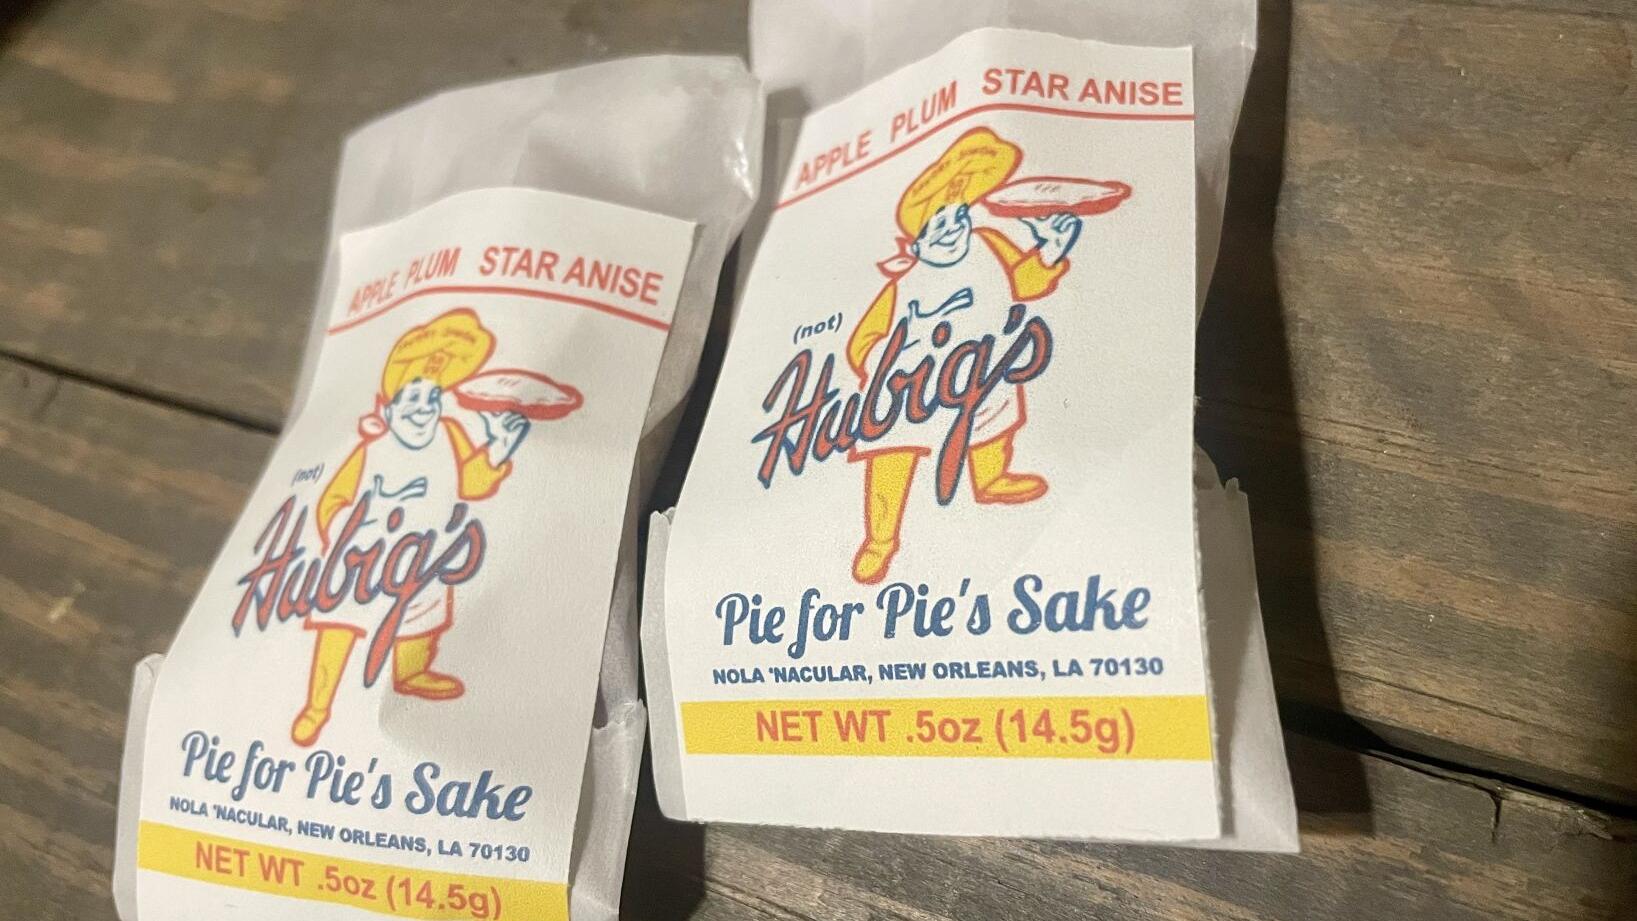 APPLE PLUM STAR ANISE
(not)
Hubig's
Pie for Pie's Sake
NOLA 'NACULAR, NEW ORLEANS, LA 70130
NET WT .5oz (14.5g)
APPLE PLUM STAR ANISE
(not)
Hubig's
Pie for Pie's Sake
NOLA 'NACULAR, NEW ORLEANS, LA 70130
NET WT .5oz (14.5g)